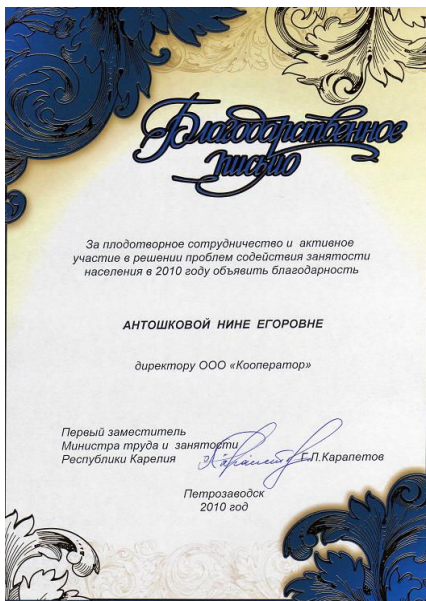 Благодарственное
письмо
За плодотворное сотрудничество и активное
участие в решении проблем содействия занятости
населения в 2010 году объявить благодарность
АНТОШКОВОЙ НИНЕ ЕГОРОВНЕ
директору ООО «Кооператор»
Первый заместитель
Министра труда и занятости
Республики Карелия Г.П.Карапетов
Петрозаводск
2010 год